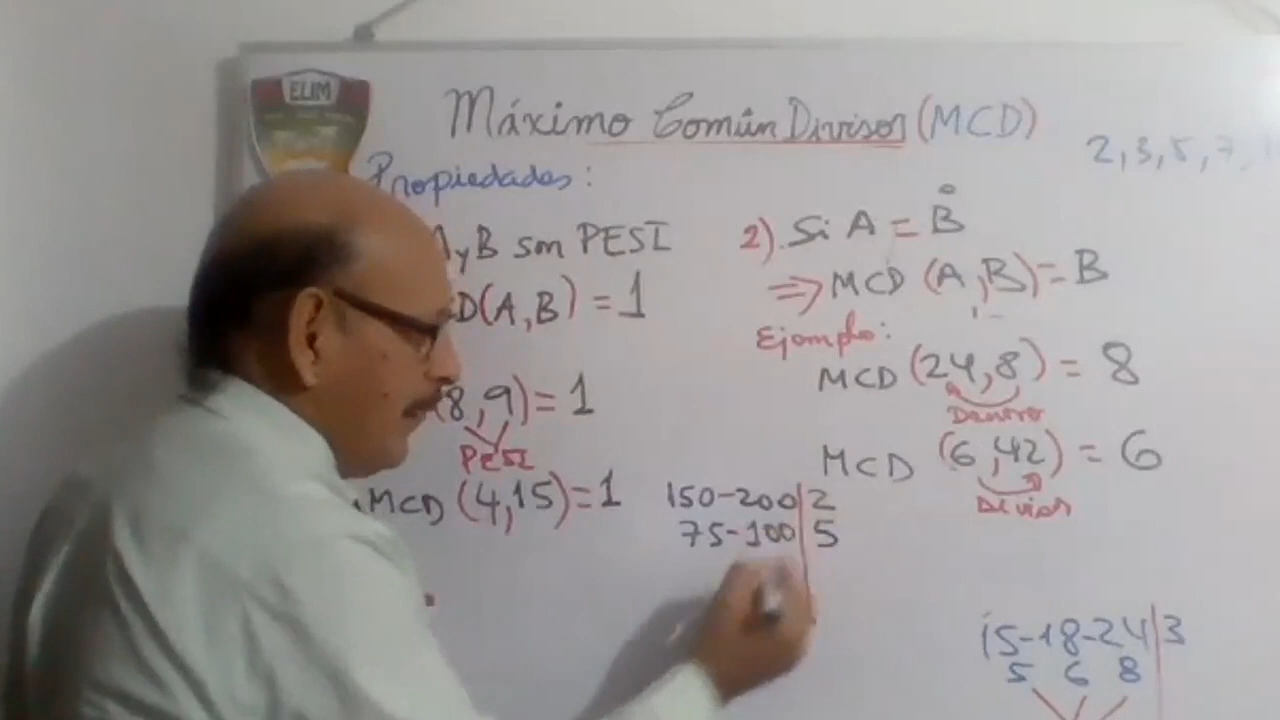 ELIM
Máximo Común Divisor (MCD)
2, 3, 5, 7, 1
Propiedades:
A y B son PESI
D(A, B) = 1
(8, 9) = 1
PESI
MCD (4, 15) = 1
2) Si A = B̊
⇒ MCD (A, B) = B
Ejemplo:
MCD (24, 8) = 8
MCD (6, 42) = 6
150-200|2
75-100|5
15-18-24|3
5 6 8